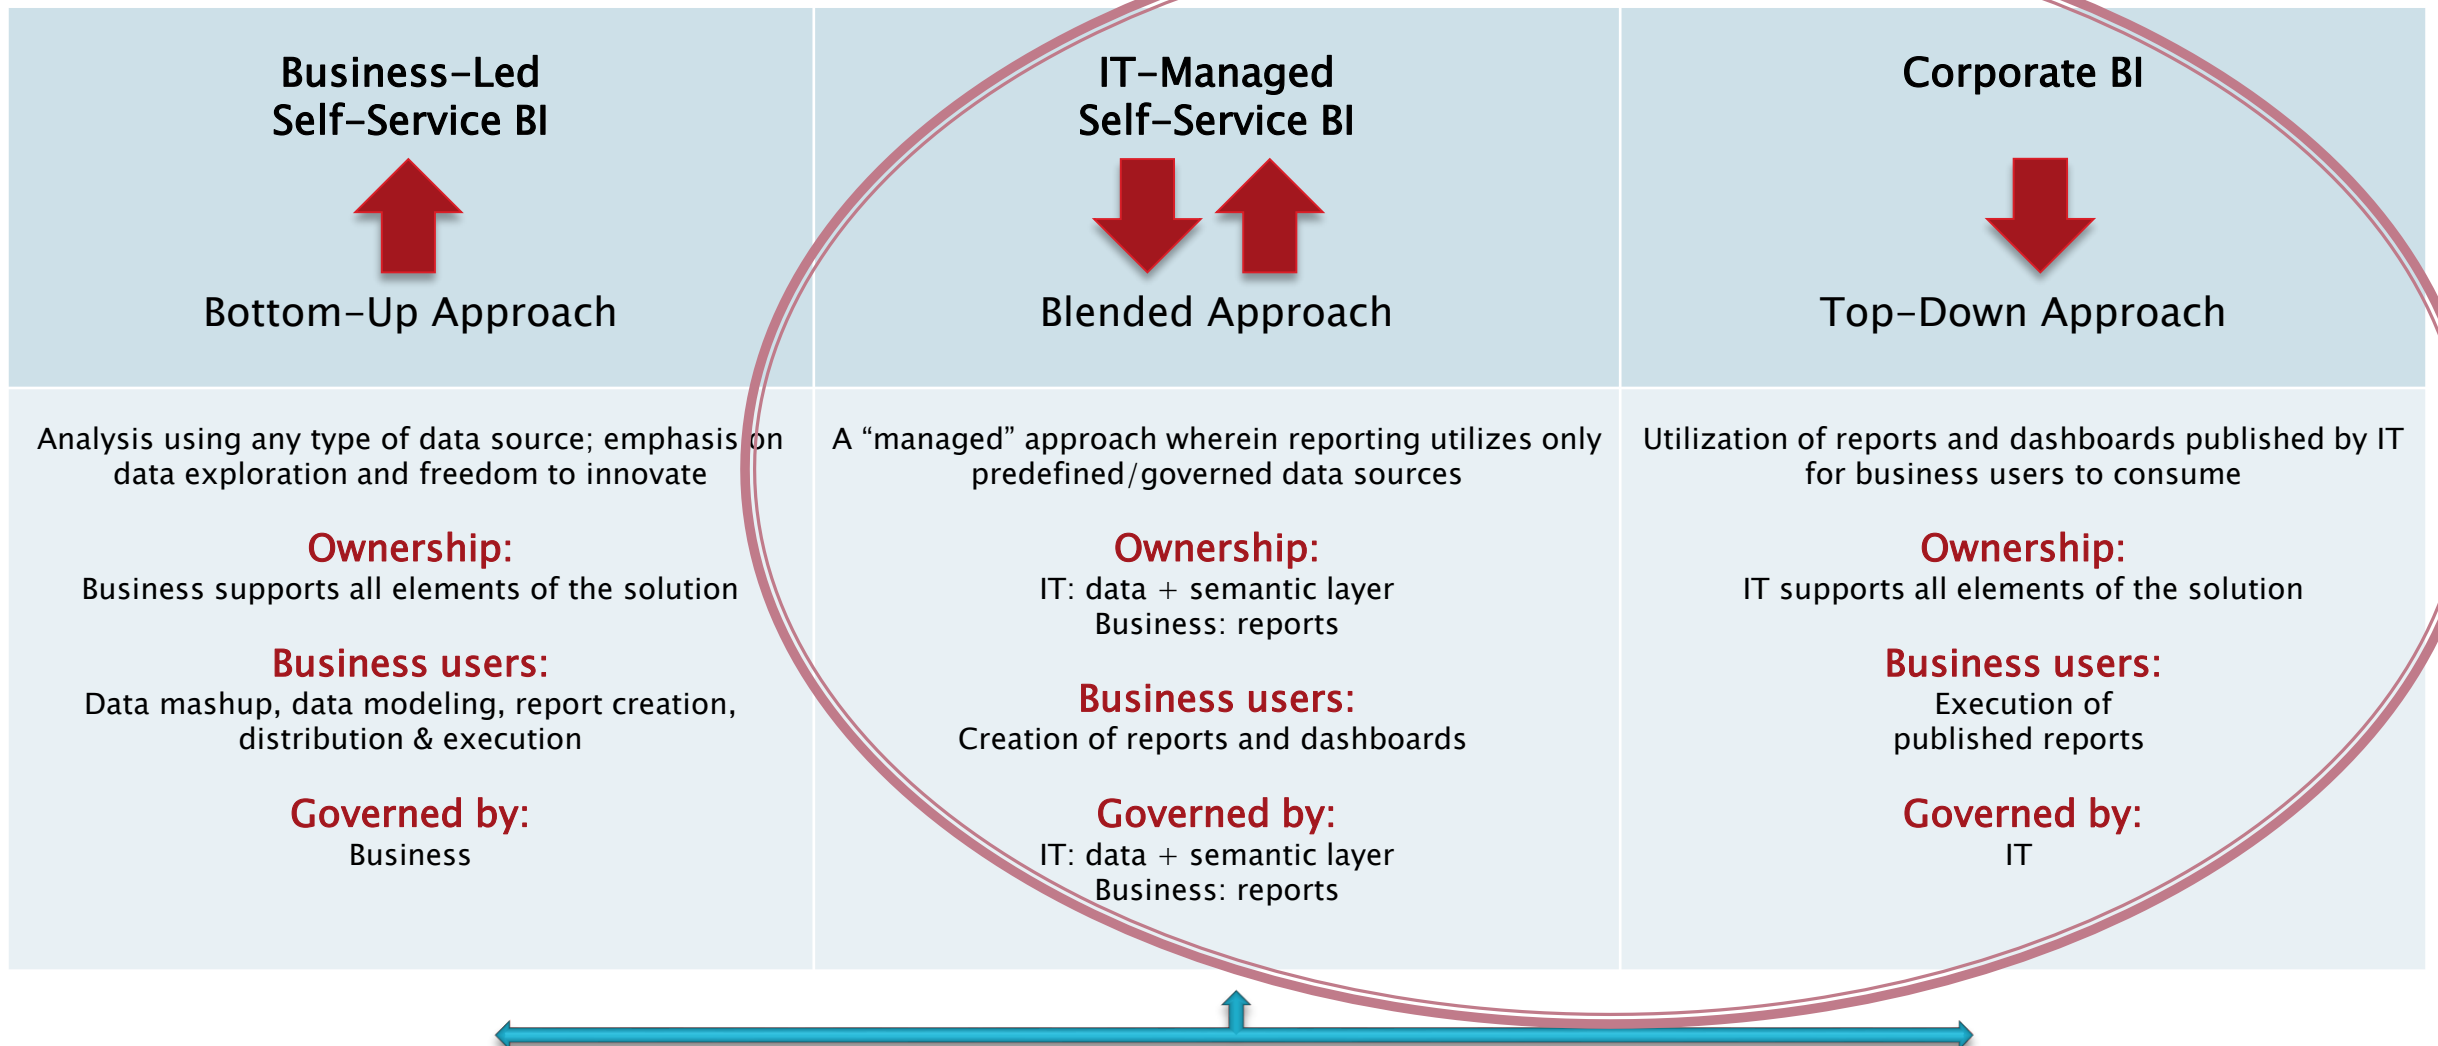 Business-Led
Self-Service BI
Bottom-Up Approach
Analysis using any type of data source; emphasis on
data exploration and freedom to innovate
Ownership:
Business supports all elements of the solution
Business users:
Data mashup, data modeling, report creation,
distribution & execution
Governed by:
Business
IT-Managed
Self-Service BI
Blended Approach
A “managed” approach wherein reporting utilizes only
predefined/governed data sources
Ownership:
IT: data + semantic layer
Business: reports
Business users:
Creation of reports and dashboards
Governed by:
IT: data + semantic layer
Business: reports
Corporate BI
Top-Down Approach
Utilization of reports and dashboards published by IT
for business users to consume
Ownership:
IT supports all elements of the solution
Business users:
Execution of
published reports
Governed by:
IT